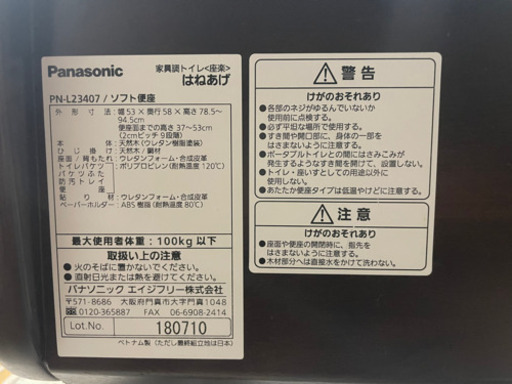 Panasonic 家具調トイレ<座楽>
はねあげ
PN-L23407 / ソフト便座
外形寸法:幅53×奥行58×高さ78.5~
94.5cm
便座面までの高さ37~53cm
(2cmピッチ9段階)
本体:天然木(ウレタン樹脂塗装)
ひじ掛け:天然木/鋼材
座面/背もたれ:ウレタンフォーム・合成皮革
トイレバケツ:ポリプロピレン(耐熱温度120℃)
バケツふた:
防汚トレイ:
便座:
貼り材:ウレタンフォーム・合成皮革
ペーパーホルダー:ABS樹脂(耐熱温度80℃)
最大使用者体重:100kg以下
取扱い上の注意
●火のそばに置かないでください。
●直射日光または熱を避けてください。
パナソニック エイジフリー株式会社
〒571-8686 大阪府門真市大字門真1048
0120-365887 FAX 06-6908-2414
Lot.No. 180710
ベトナム製(ただし最終組立地は日本)
警告
けがのおそれあり
●各部のネジがゆるんでいないか
使用前に点検する。
●必ず平坦な場所で使用する。
●すき間や開口部に、身体の一部を
はさまないように注意する。
●ポータブルトイレとの間にはさみこみが
発生するようなすき間を開けて、設置しない。
●トイレ・座いすとしての用途以外に
使用しない。
●あたたか便座タイプは低温やけどに注意する。
注意
けがのおそれあり
●座面や便座の開閉時に、指先を
はさまないように注意する。
●木材部分へは直接水をかけて洗わない。